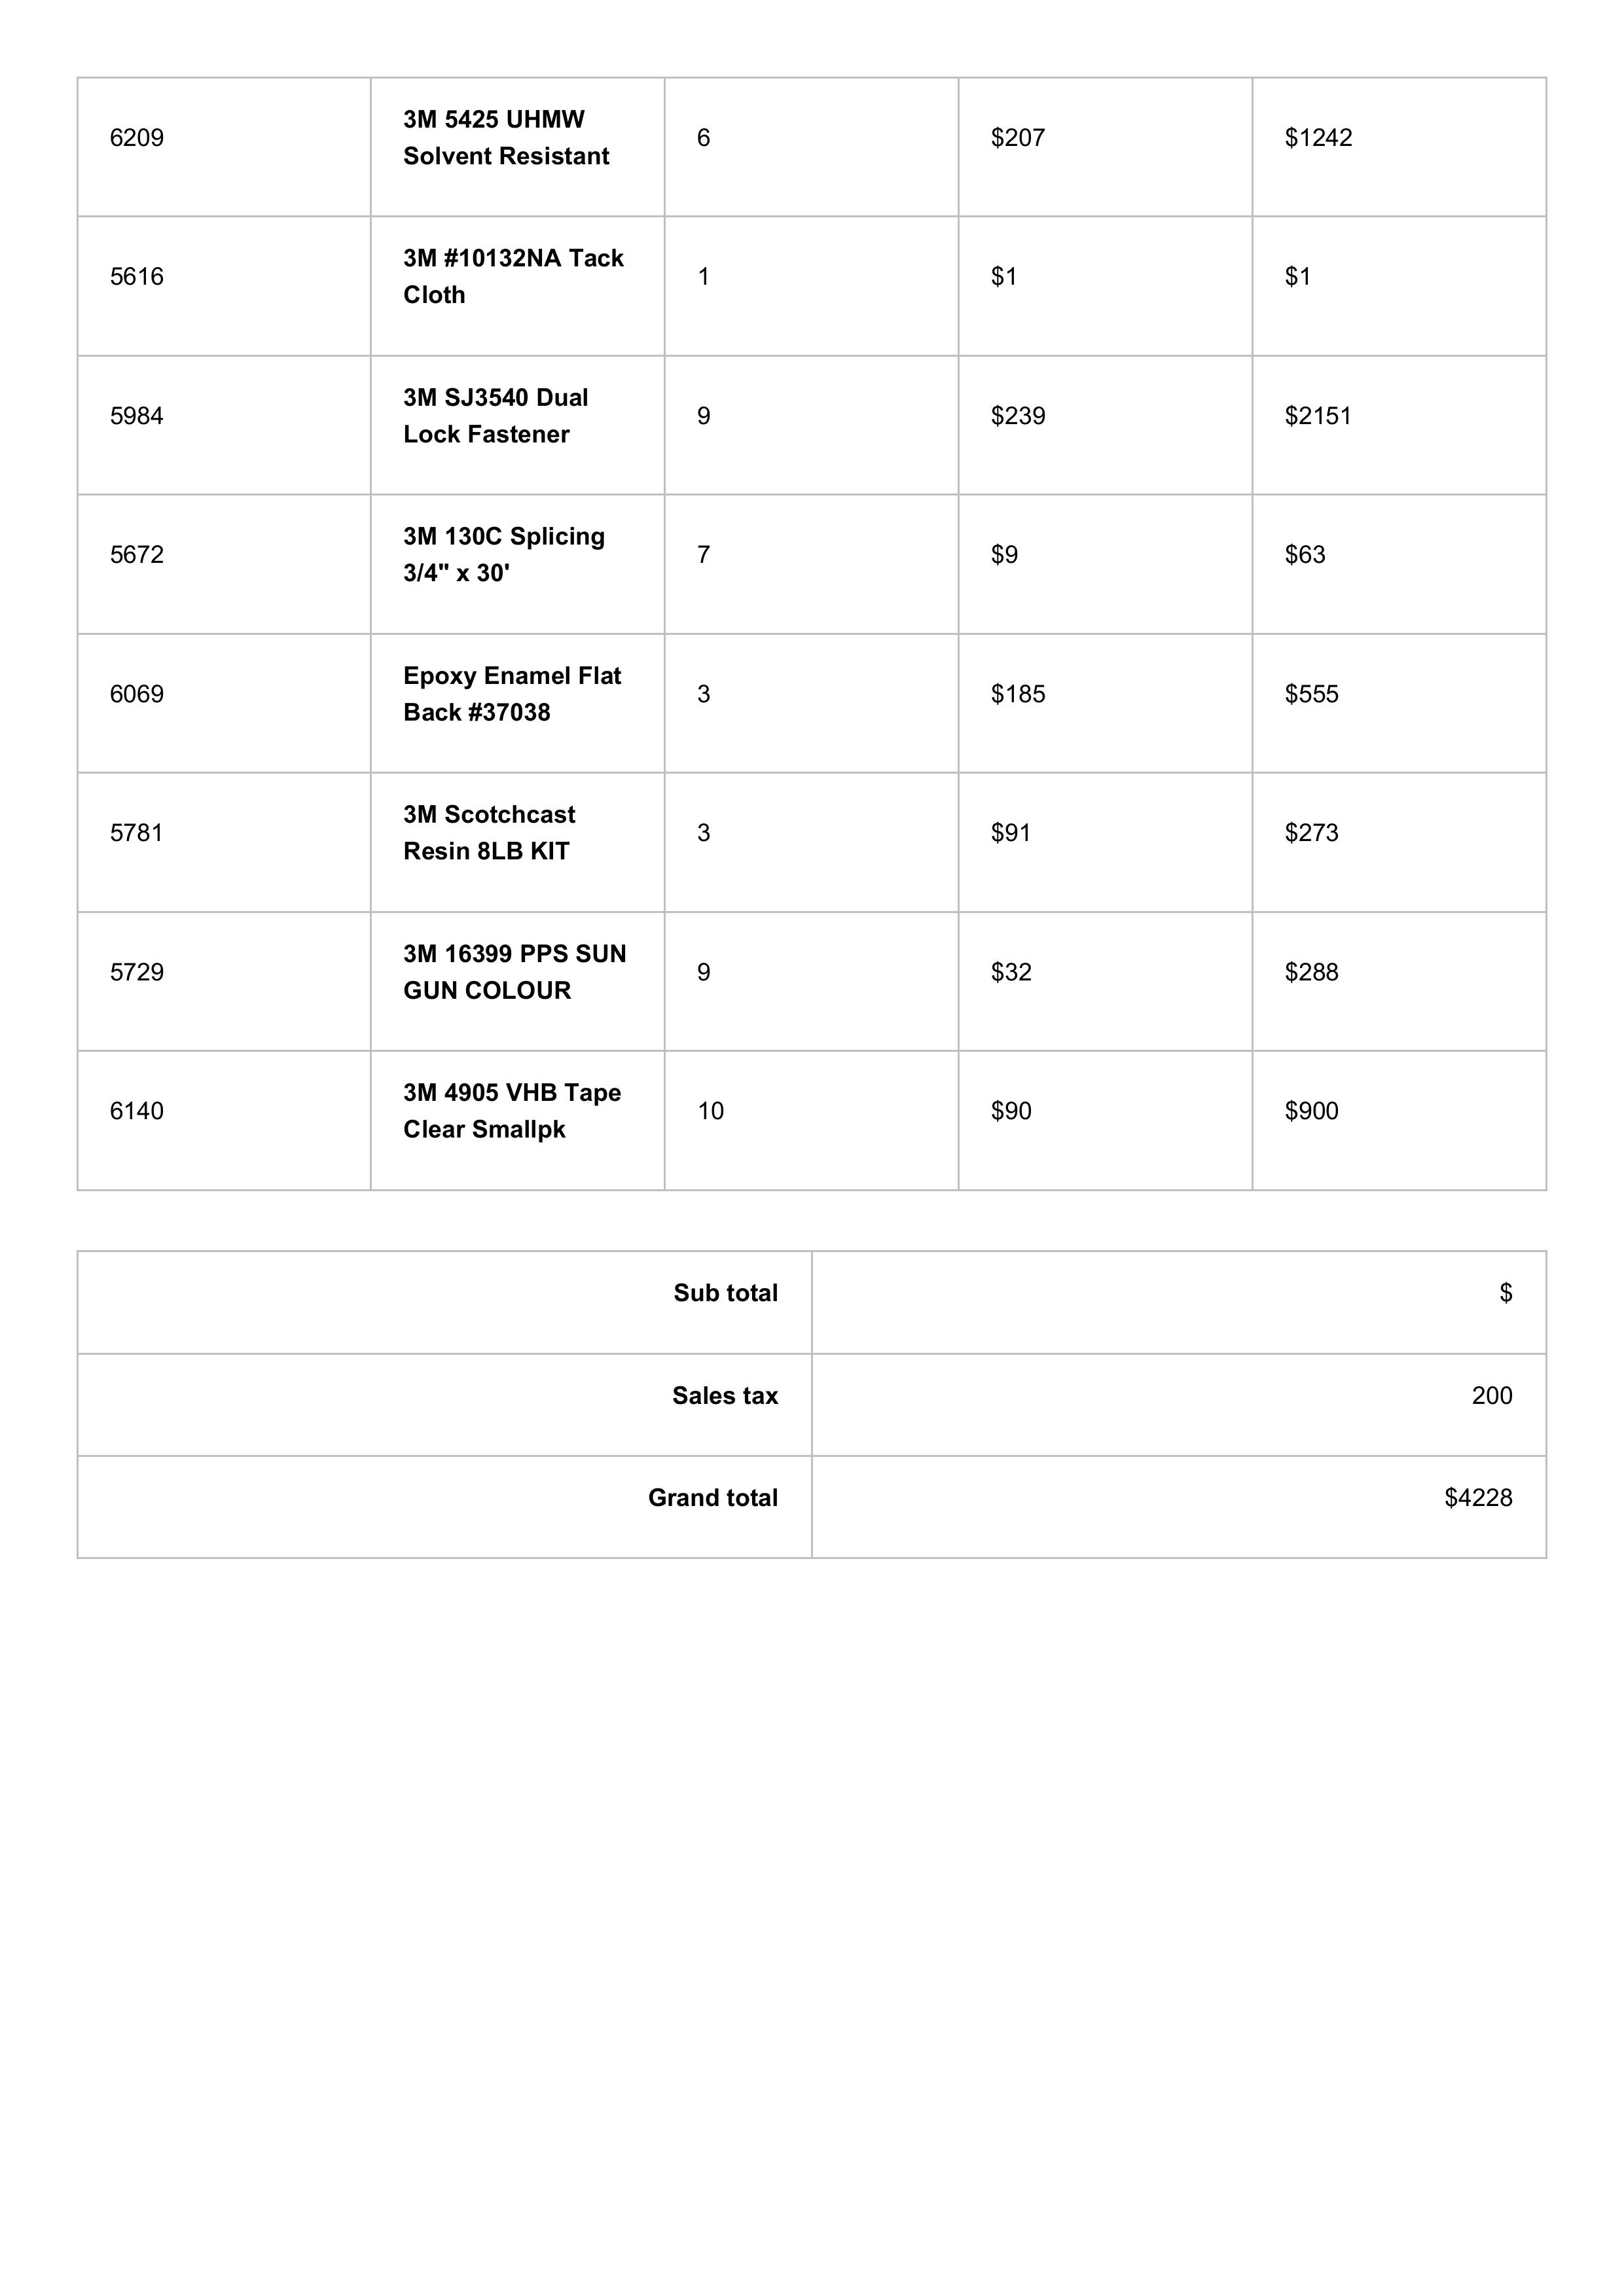 6209
3M 5425 UHMW
Solvent Resistant
6
$207
$1242
5616
3M #10132NA Tack
Cloth
1
$1
$1
5984
3M SJ3540 Dual
Lock Fastener
9
$239
$2151
5672
3M 130C Splicing
3/4" x 30'
7
$9
$63
6069
Epoxy Enamel Flat
Back #37038
3
$185
$555
5781
3M Scotchcast
Resin 8LB KIT
3
$91
$273
5729
3M 16399 PPS SUN
GUN COLOUR
9
$32
$288
6140
3M 4905 VHB Tape
Clear Smallpk
10
$90
$900
Sub total
$
Sales tax
200
Grand total
$4228